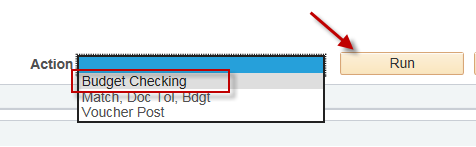 Action Run
Budget Checking
Match, Doc Tol, Bdgt
Voucher Post